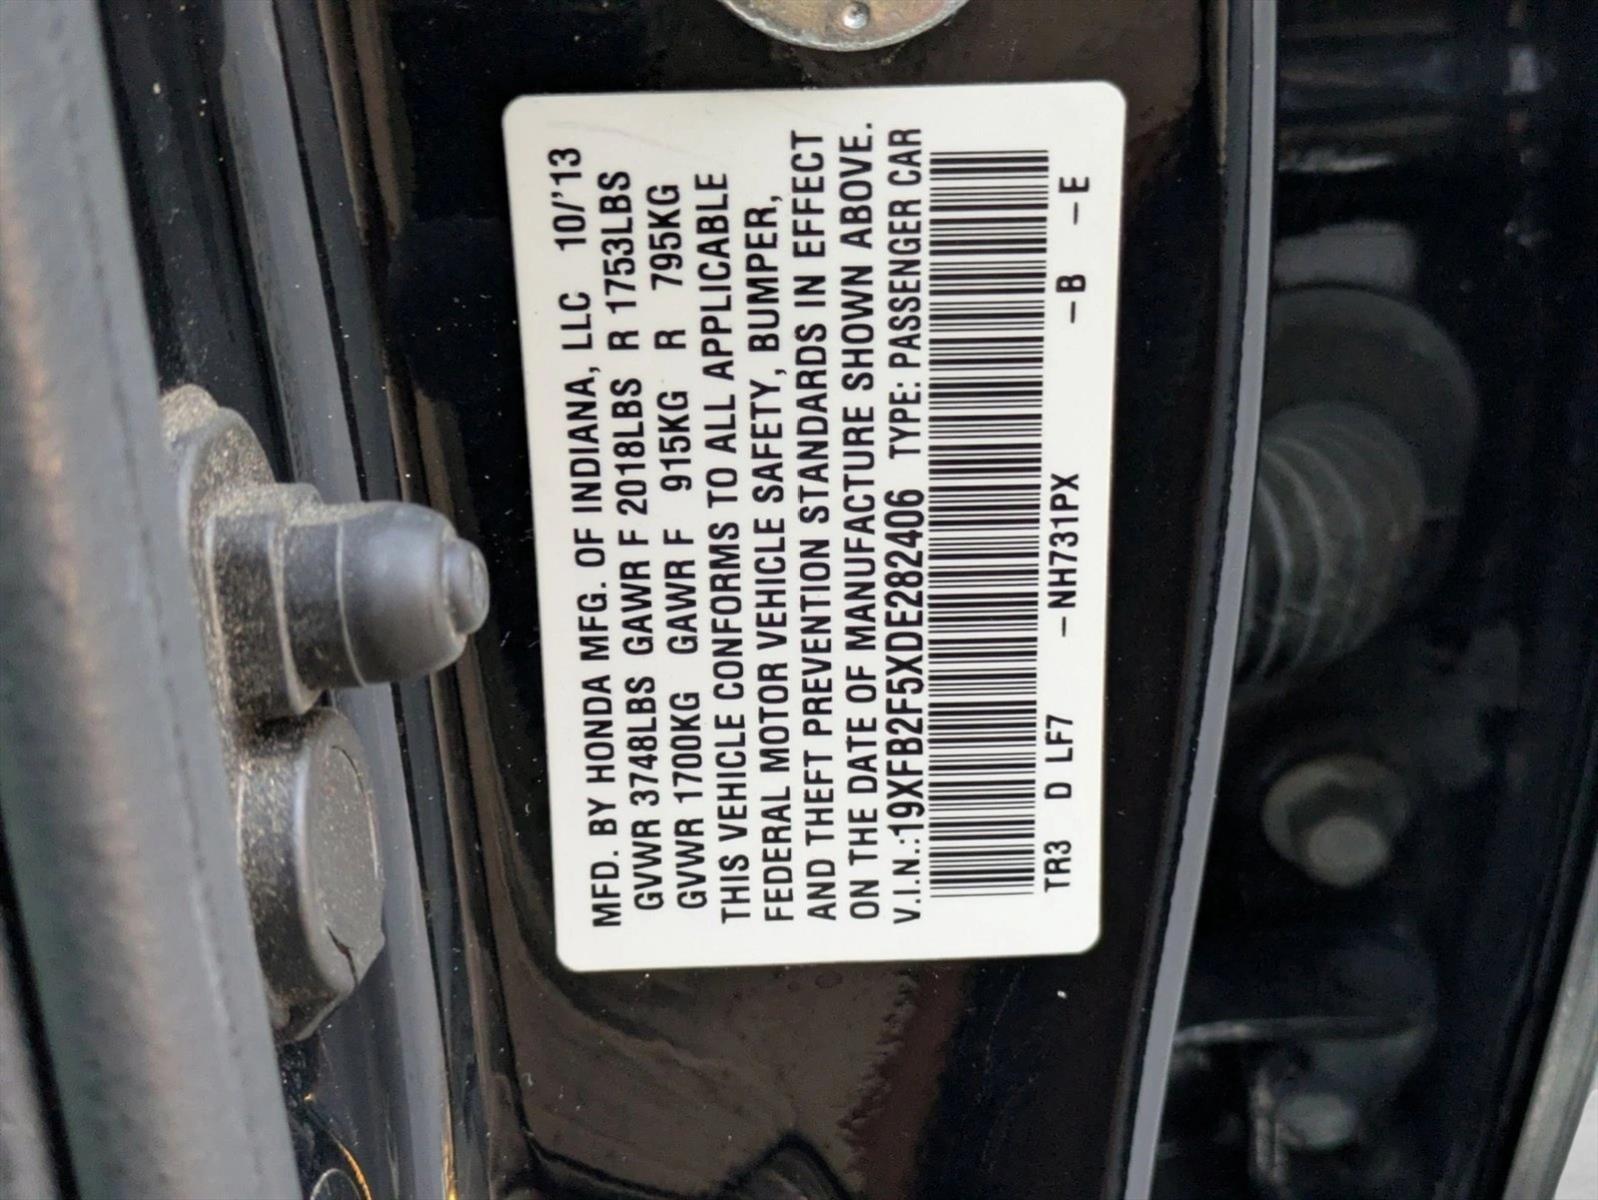 MFD. BY HONDA MFG. OF INDIANA, LLC 10/'13
GVWR 3748LBS GAWR F 2018LBS R 1753LBS
GVWR 1700KG GAWR F 915KG R 795KG
THIS VEHICLE CONFORMS TO ALL APPLICABLE
FEDERAL MOTOR VEHICLE SAFETY, BUMPER,
AND THEFT PREVENTION STANDARDS IN EFFECT
ON THE DATE OF MANUFACTURE SHOWN ABOVE.
V.I.N.:19XFB2F5XDE282406 TYPE: PASSENGER CAR
TR3 D LF7 -NH731PX -B -E